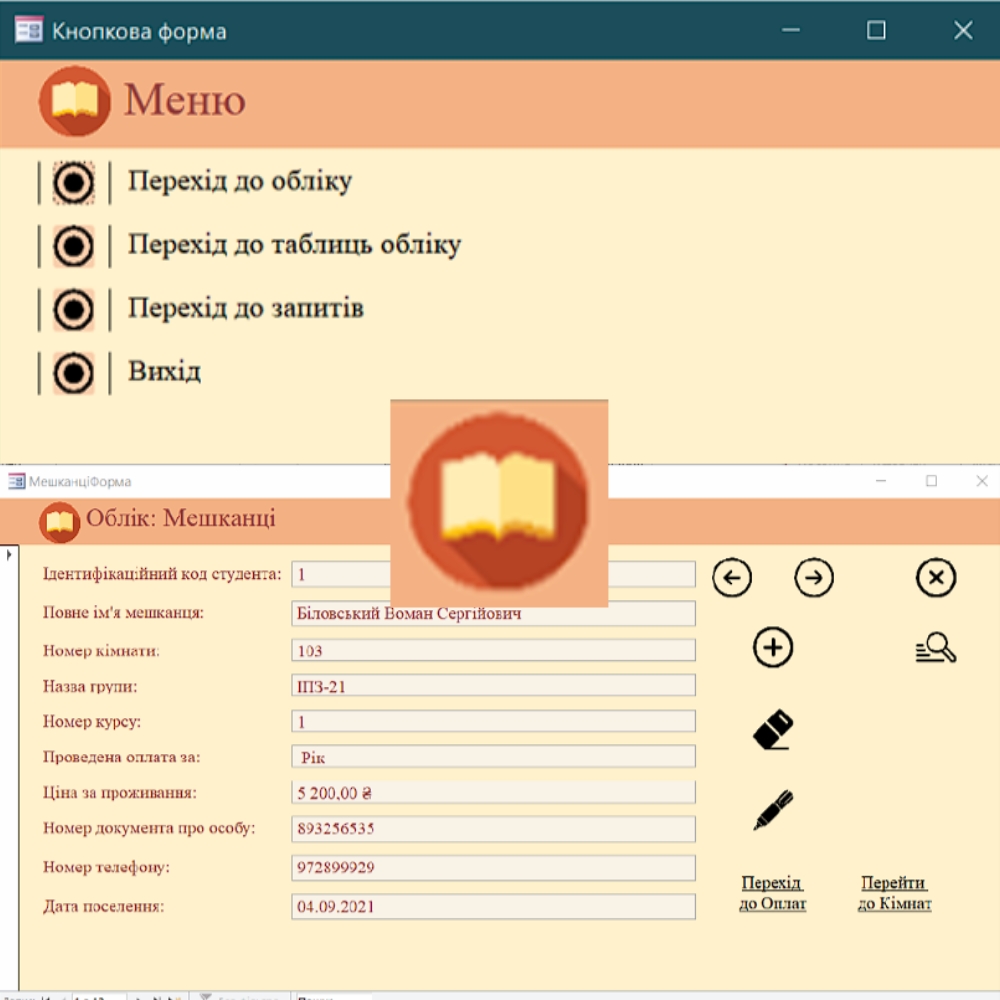 Кнопкова форма
Меню
Перехід до обліку
Перехід до таблиць обліку
Перехід до запитів
Вихід
МешканціФорма
Облік: Мешканці
Ідентифікаційний код студента: 1
Повне ім'я мешканця: Біловський Воман Сергійович
Номер кімнати: 103
Назва групи: ІПЗ-21
Номер курсу: 1
Проведена оплата за: Рік
Ціна за проживання: 5 200,00 ₴
Номер документа про особу: 893256535
Номер телефону: 972899929
Дата поселення: 04.09.2021
Перехід
до Оплат
Перейти
до Кімнат